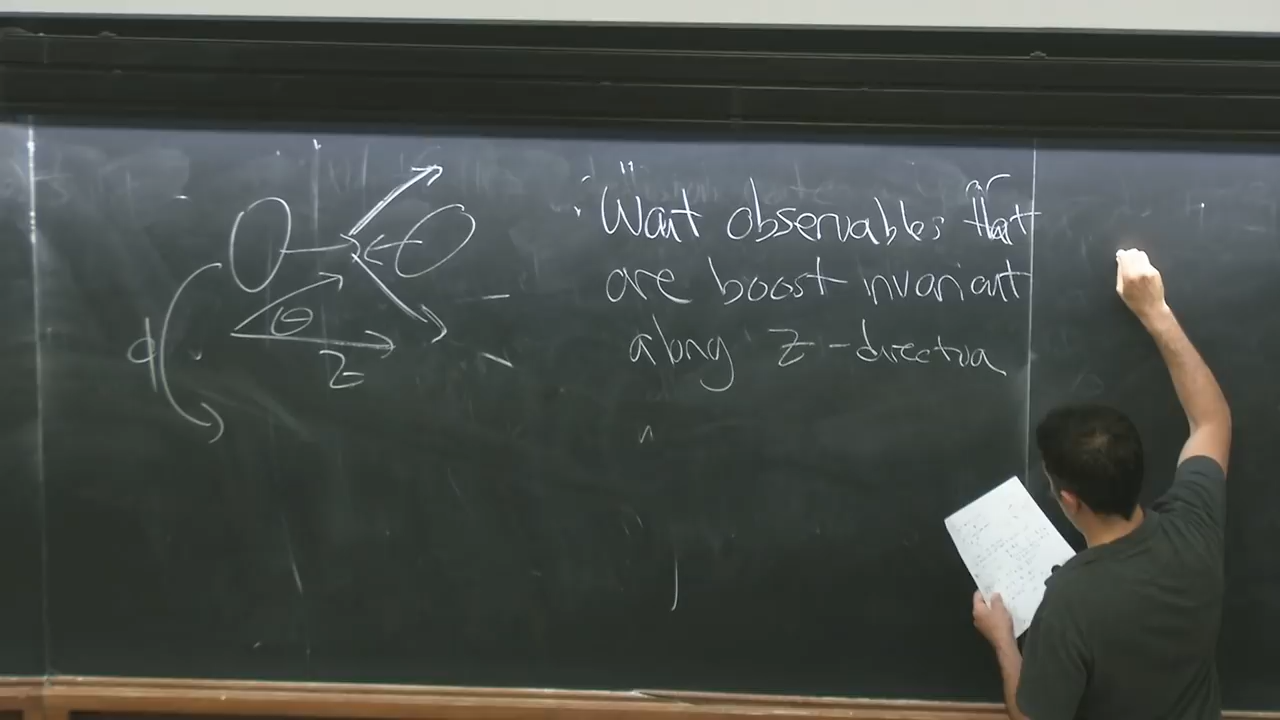 ∴ Want observables that
are boost invariant
along z-direction
θ
z
φ